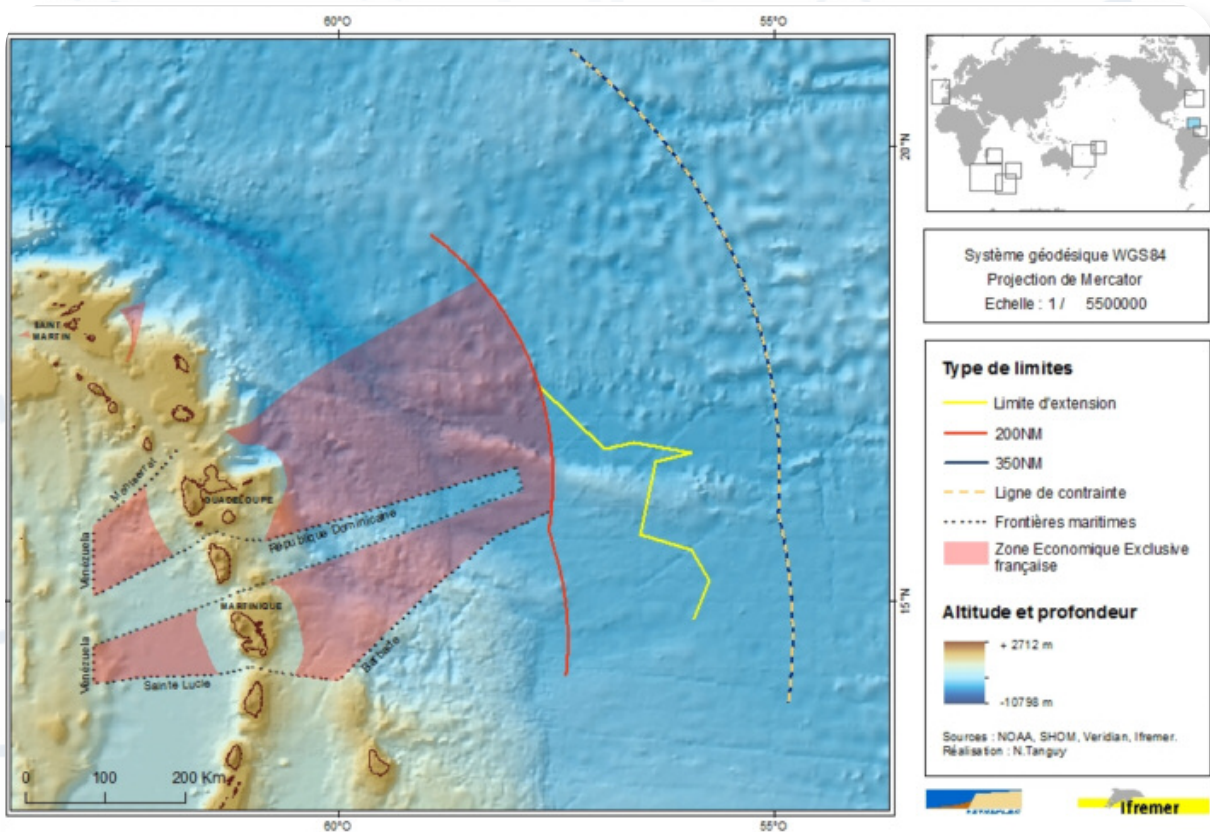 60°O
55°O
20°N
15°N
SAINT
MARTIN
Montserrat
GUADELOUPE
République Dominicaine
Vénézuela
MARTINIQUE
Vénézuela
Sainte Lucie
Barbade
0 100 200 Km
60°O
55°O
Système géodésique WGS84
Projection de Mercator
Echelle : 1 / 5500000
Type de limites
Limite d'extension
200NM
350NM
Ligne de contrainte
Frontières maritimes
Zone Economique Exclusive
française
Altitude et profondeur
+ 2712 m
-10798 m
Sources : NOAA, SHOM, Veridian, Ifremer.
Réalisation : N.Tanguy
Ifremer